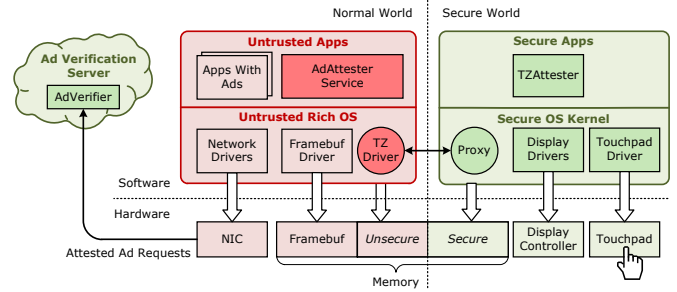 Normal World
Secure World
Ad Verification
Server
AdVerifier
Untrusted Apps
Apps With
Ads
AdAttester
Service
Untrusted Rich OS
Network
Drivers
Framebuf
Driver
TZ
Driver
Secure Apps
TZAttester
Secure OS Kernel
Proxy
Display
Drivers
Touchpad
Driver
Software
Hardware
Attested Ad Requests
NIC
Framebuf
Unsecure
Secure
Display
Controller
Touchpad
Memory